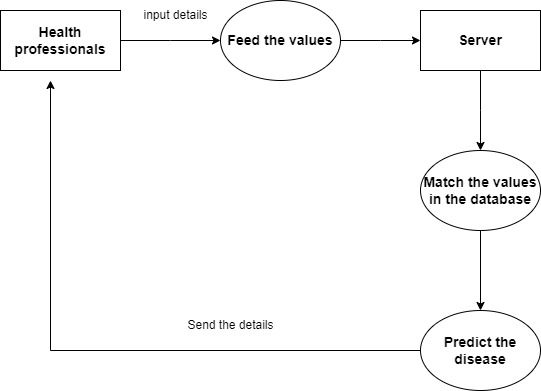 input details
Health
professionals
Feed the values
Server
Match the values
in the database
Send the details
Predict the
disease